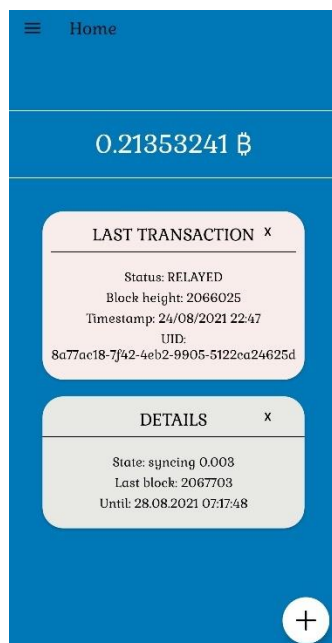 Home
0.21353241 ₿
LAST TRANSACTION x
Status: RELAYED
Block height: 2066025
Timestamp: 24/08/2021 22:47
UID:
8a77ac18-7f42-4eb2-9905-5122ca24625d
DETAILS x
State: syncing 0.003
Last block: 2067703
Until: 28.08.2021 07:17:48
+